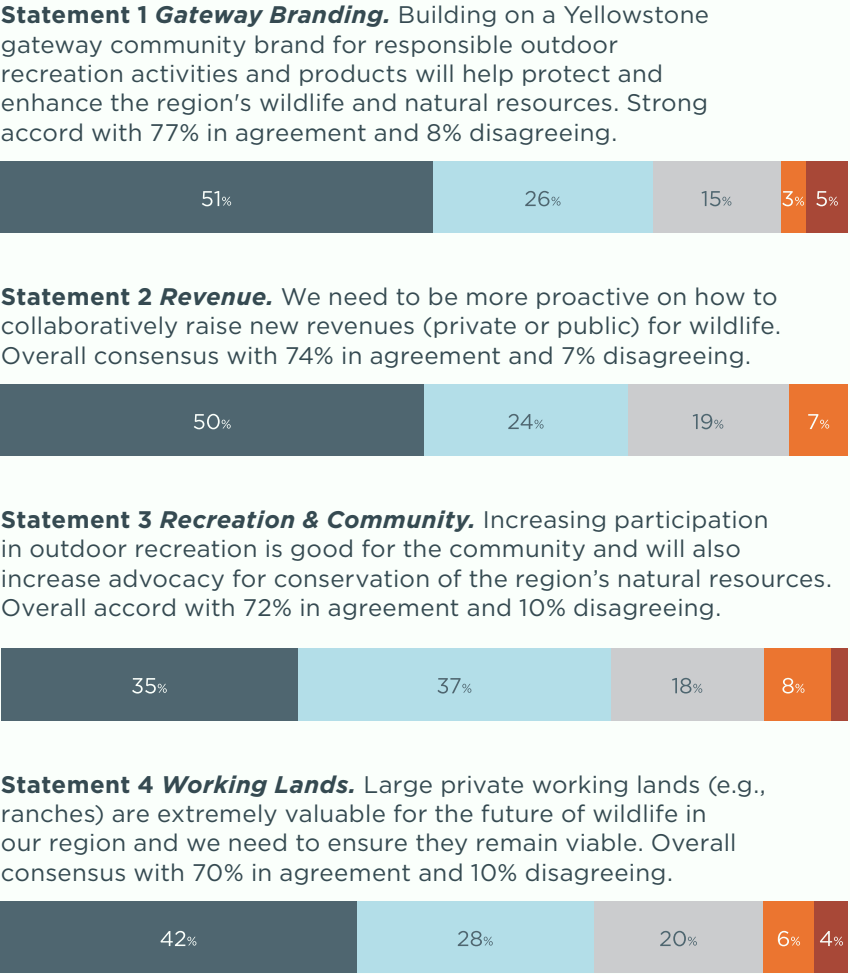 Statement 1 Gateway Branding. Building on a Yellowstone
gateway community brand for responsible outdoor
recreation activities and products will help protect and
enhance the region's wildlife and natural resources. Strong
accord with 77% in agreement and 8% disagreeing.
51% 26% 15% 3% 5%
Statement 2 Revenue. We need to be more proactive on how to
collaboratively raise new revenues (private or public) for wildlife.
Overall consensus with 74% in agreement and 7% disagreeing.
50% 24% 19% 7%
Statement 3 Recreation & Community. Increasing participation
in outdoor recreation is good for the community and will also
increase advocacy for conservation of the region’s natural resources.
Overall accord with 72% in agreement and 10% disagreeing.
35% 37% 18% 8%
Statement 4 Working Lands. Large private working lands (e.g.,
ranches) are extremely valuable for the future of wildlife in
our region and we need to ensure they remain viable. Overall
consensus with 70% in agreement and 10% disagreeing.
42% 28% 20% 6% 4%